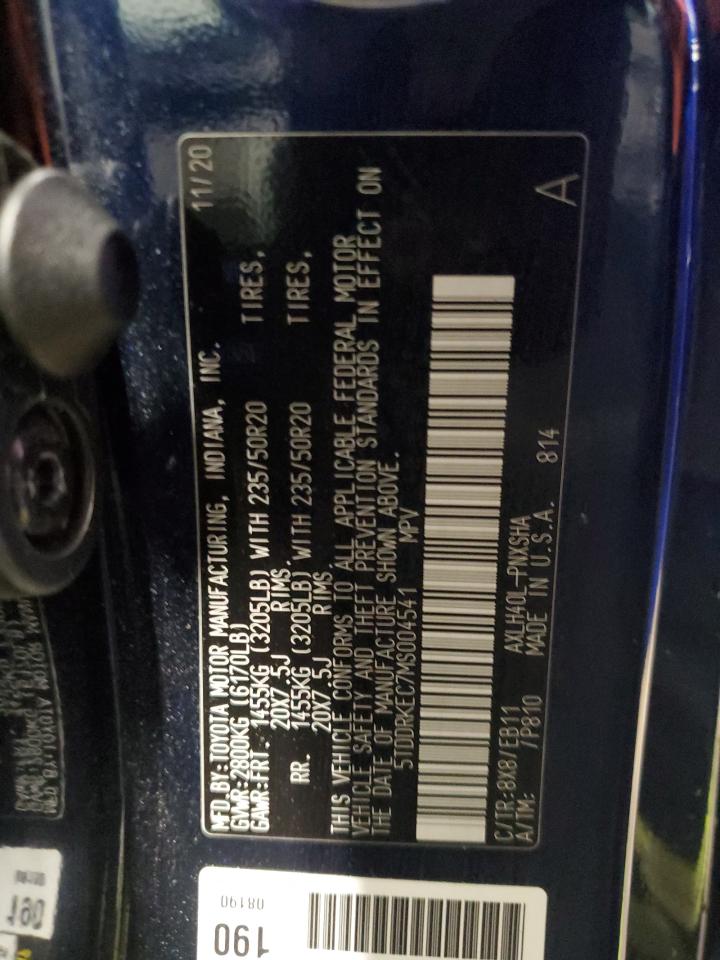 MFD.BY:TOYOTA MOTOR MANUFACTURING, INDIANA, INC. 11/20
GVWR:2800KG (6170LB)
GAWR:FRT. 1455KG (3205LB) WITH 235/50R20 TIRES,
20X7.5J RIMS.
RR. 1455KG (3205LB) WITH 235/50R20 TIRES,
20X7.5J RIMS.
THIS VEHICLE CONFORMS TO ALL APPLICABLE FEDERAL MOTOR
VEHICLE SAFETY AND THEFT PREVENTION STANDARDS IN EFFECT ON
THE DATE OF MANUFACTURE SHOWN ABOVE.
5TDDRKEC7MS004541 MPV
C/TR:8X8/EB11 AXLH40L-PNXSHA
A/TM: /P810 MADE IN U.S.A. 814
A
08190
190